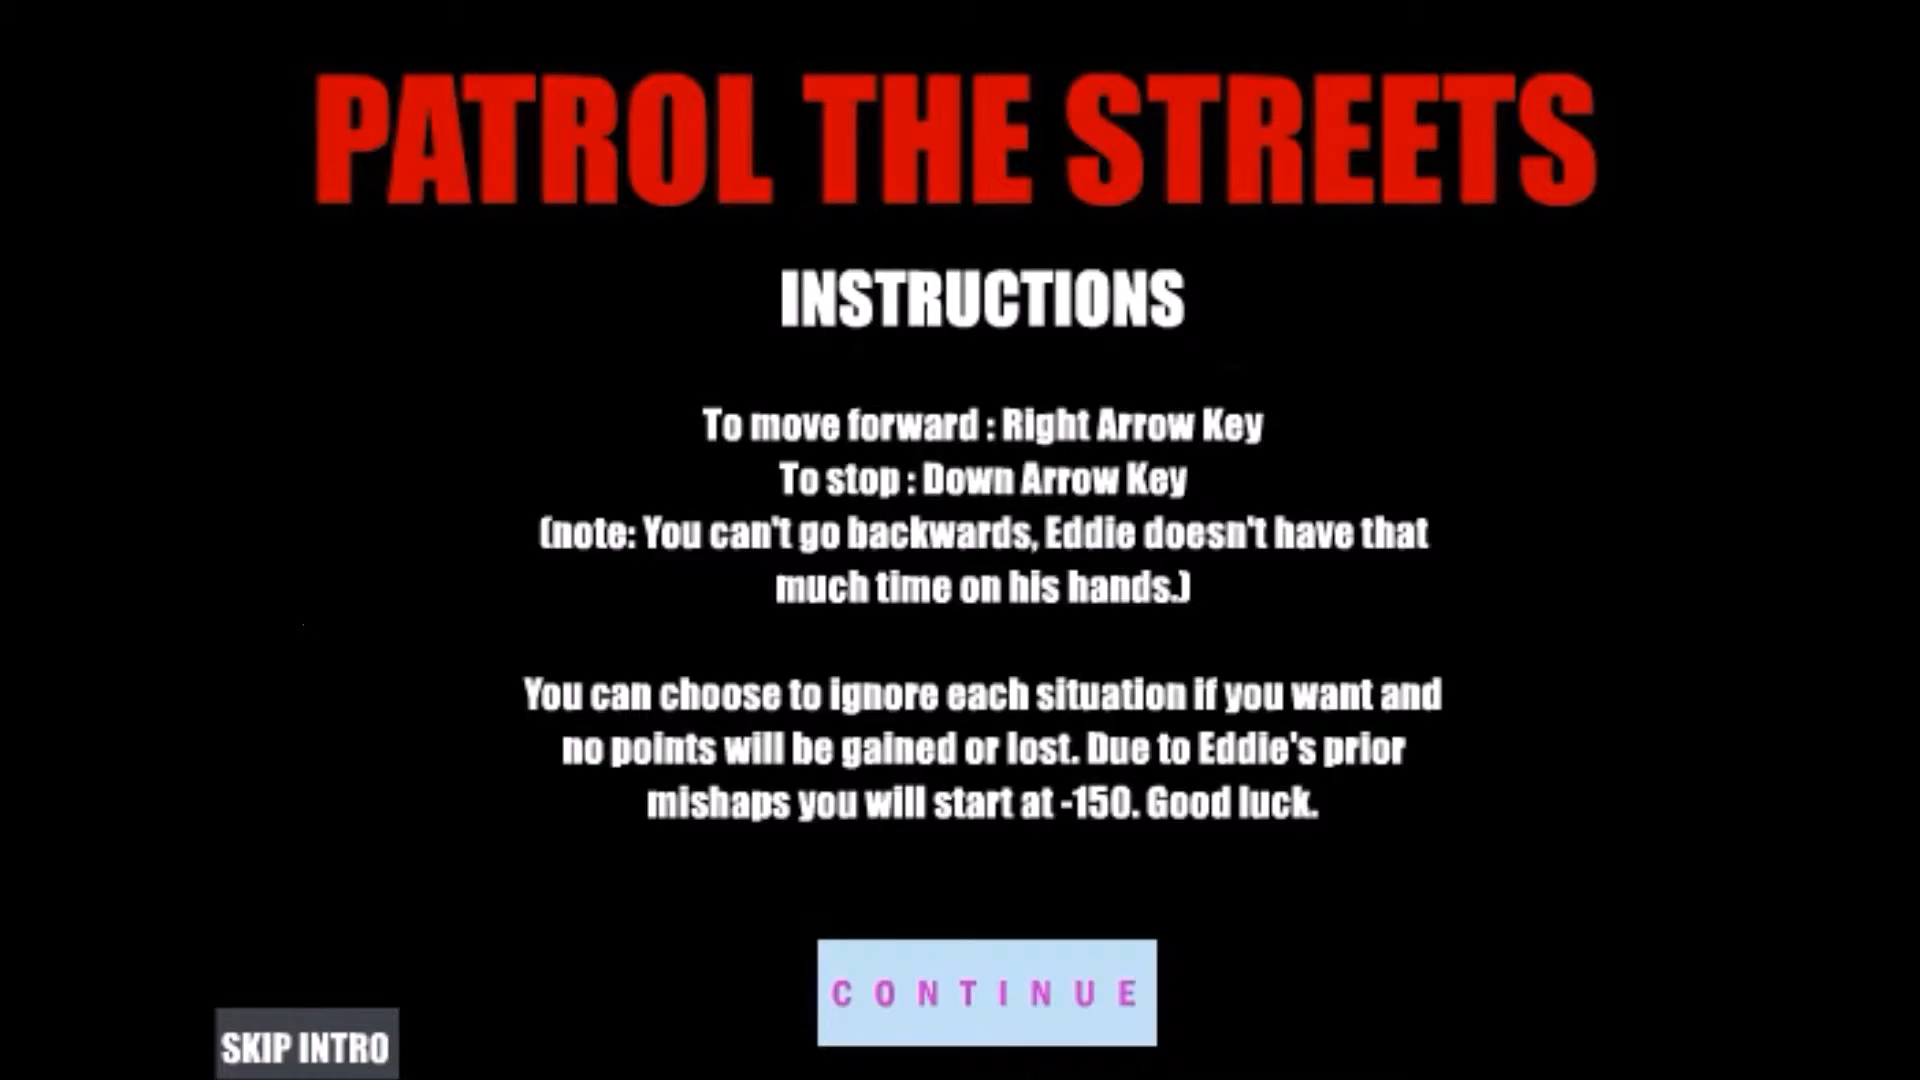 PATROL THE STREETS
INSTRUCTIONS
To move forward : Right Arrow Key
To stop : Down Arrow Key
(note: You can't go backwards, Eddie doesn't have that
much time on his hands.)
You can choose to ignore each situation if you want and
no points will be gained or lost. Due to Eddie's prior
mishaps you will start at -150. Good luck.
CONTINUE
SKIP INTRO